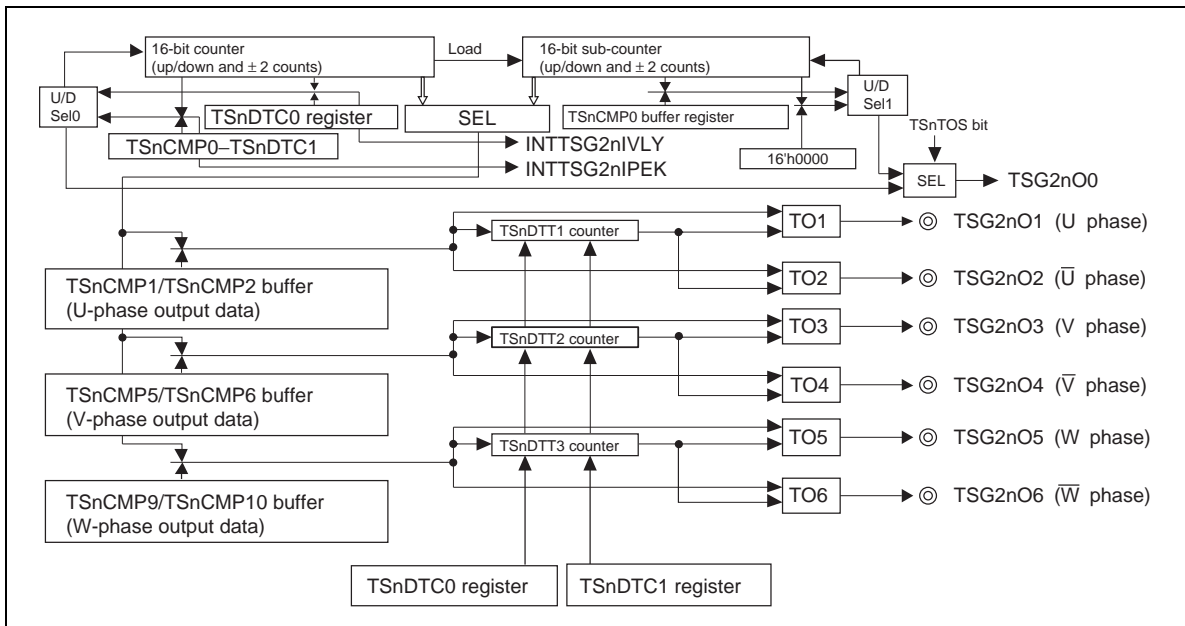 16-bit counter
(up/down and ± 2 counts)
Load
16-bit sub-counter
(up/down and ± 2 counts)
U/D
Sel0
U/D
Sel1
TSnDTC0 register
SEL
TSnCMP0 buffer register
TSnTOS bit
TSnCMP0–TSnDTC1
INTTSG2nIVLY
16'h0000
INTTSG2nIPEK
SEL
TSG2nO0
TSnDTT1 counter
TO1
TSG2nO1 (U phase)
TSnCMP1/TSnCMP2 buffer
(U-phase output data)
TO2
TSG2nO2 (U̅ phase)
TSnDTT2 counter
TO3
TSG2nO3 (V phase)
TSnCMP5/TSnCMP6 buffer
(V-phase output data)
TO4
TSG2nO4 (V̅ phase)
TSnDTT3 counter
TO5
TSG2nO5 (W phase)
TSnCMP9/TSnCMP10 buffer
(W-phase output data)
TO6
TSG2nO6 (W̅ phase)
TSnDTC0 register
TSnDTC1 register